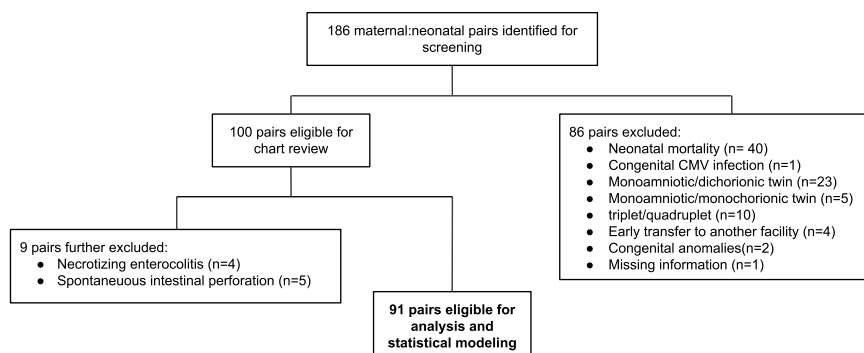 186 maternal:neonatal pairs identified for
screening
100 pairs eligible for
chart review
86 pairs excluded:
● Neonatal mortality (n= 40)
● Congenital CMV infection (n=1)
● Monoamniotic/dichorionic twin (n=23)
● Monoamniotic/monochorionic twin (n=5)
● triplet/quadruplet (n=10)
● Early transfer to another facility (n=4)
● Congenital anomalies(n=2)
● Missing information (n=1)
9 pairs further excluded:
● Necrotizing enterocolitis (n=4)
● Spontaneuous intestinal perforation (n=5)
91 pairs eligible for
analysis and
statistical modeling